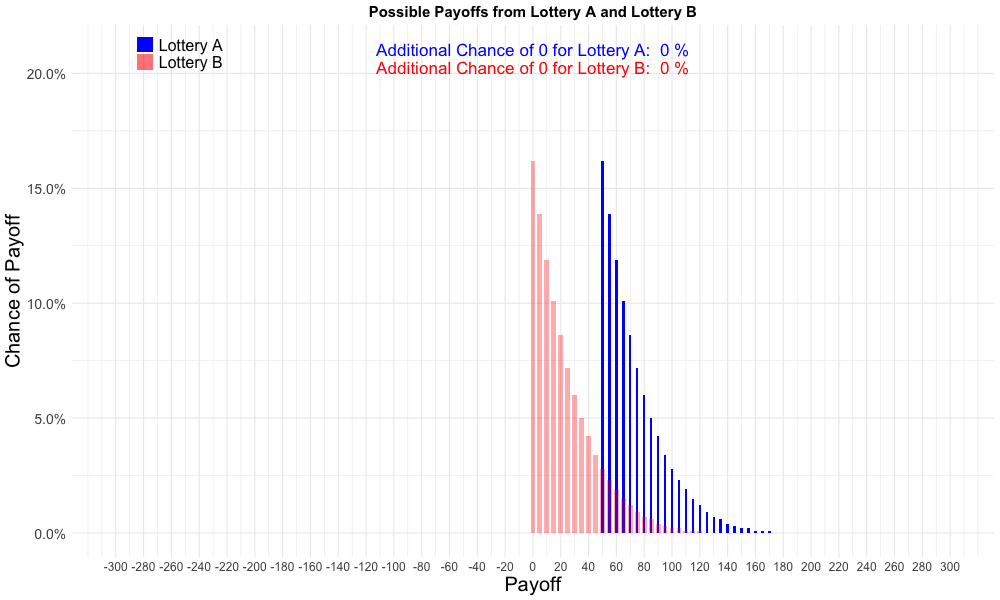 Possible Payoffs from Lottery A and Lottery B
Lottery A
Lottery B
Additional Chance of 0 for Lottery A:  0 %
Additional Chance of 0 for Lottery B:  0 %
20.0%
15.0%
10.0%
5.0%
0.0%
Chance of Payoff
-300 -280 -260 -240 -220 -200 -180 -160 -140 -120 -100 -80 -60 -40 -20 0 20 40 60 80 100 120 140 160 180 200 220 240 260 280 300
Payoff